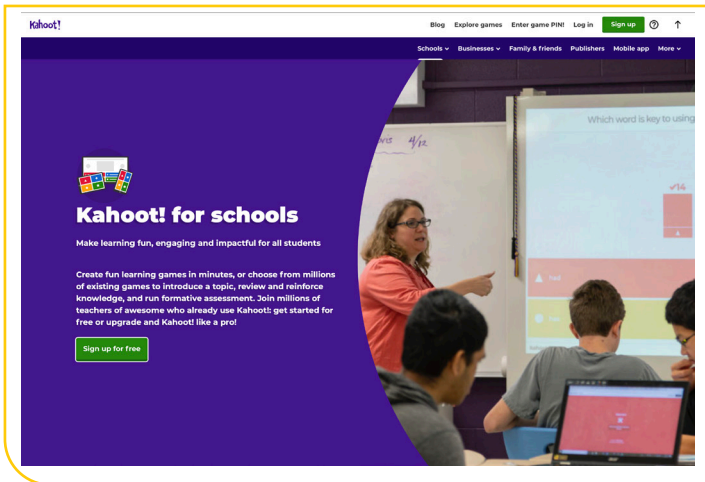 Kahoot!
Blog Explore games Enter game PIN! Log in Sign up
Schools Businesses Family & friends Publishers Mobile app More
Kahoot! for schools
Make learning fun, engaging and impactful for all students
Create fun learning games in minutes, or choose from millions
of existing games to introduce a topic, review and reinforce
knowledge, and run formative assessment. Join millions of
teachers of awesome who already use Kahoot!: get started for
free or upgrade and Kahoot! like a pro!
Sign up for free
4/12
Which word is key to using
14
had